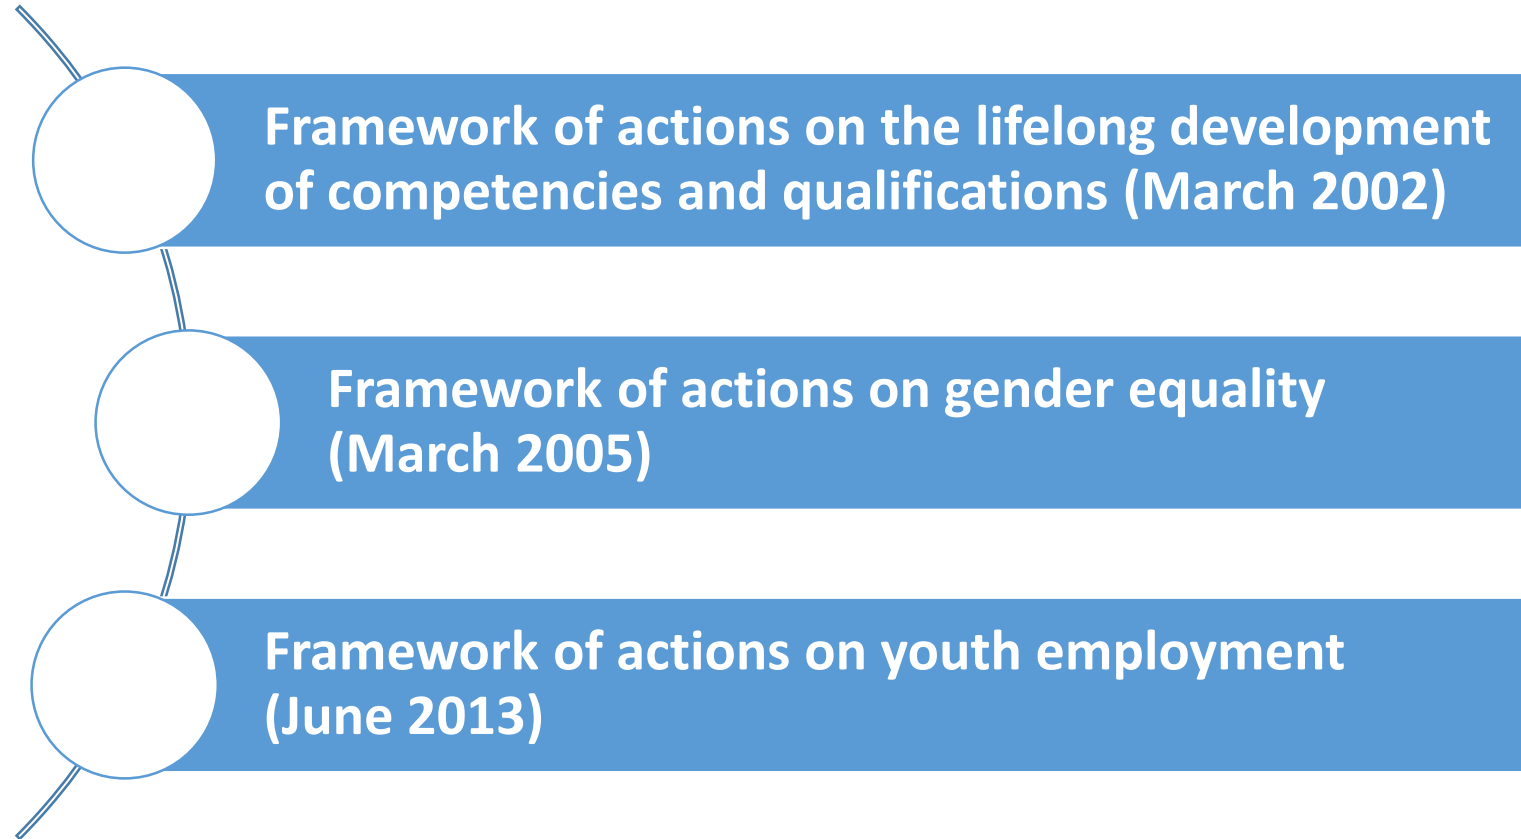 Framework of actions on the lifelong development
of competencies and qualifications (March 2002)
Framework of actions on gender equality
(March 2005)
Framework of actions on youth employment
(June 2013)